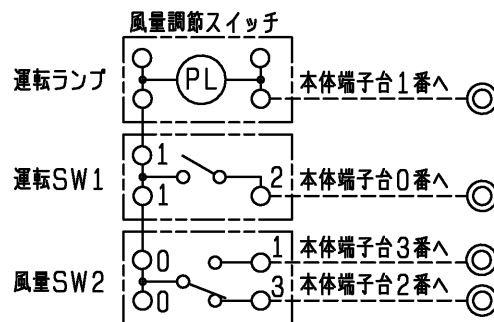 風量調節スイッチ
運転ランプ PL 本体端子台1番へ
運転SW1 1 1 2 本体端子台0番へ
1 本体端子台3番へ
風量SW2 0 0 3 本体端子台2番へ